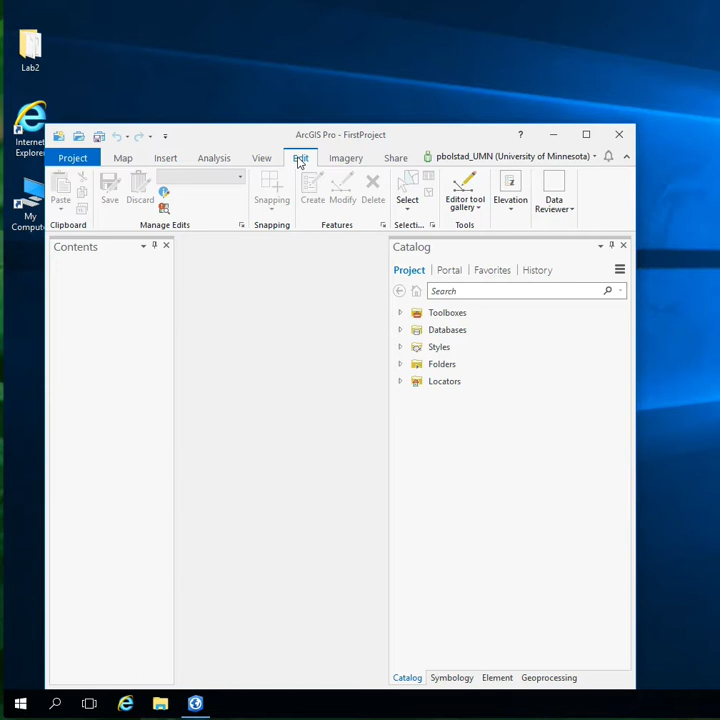 Lab2
Internet
Explorer
My
Compute
ArcGIS Pro - FirstProject
?
Project Map Insert Analysis View Edit Imagery Share pbolstad_UMN (University of Minnesota)
Paste Save Discard Snapping Create Modify Delete Select Editor tool
gallery Elevation Data
Reviewer
Clipboard Manage Edits Snapping Features Selecti... Tools
Contents
Catalog
Project Portal Favorites History
Search
Toolboxes
Databases
Styles
Folders
Locators
Catalog Symbology Element Geoprocessing